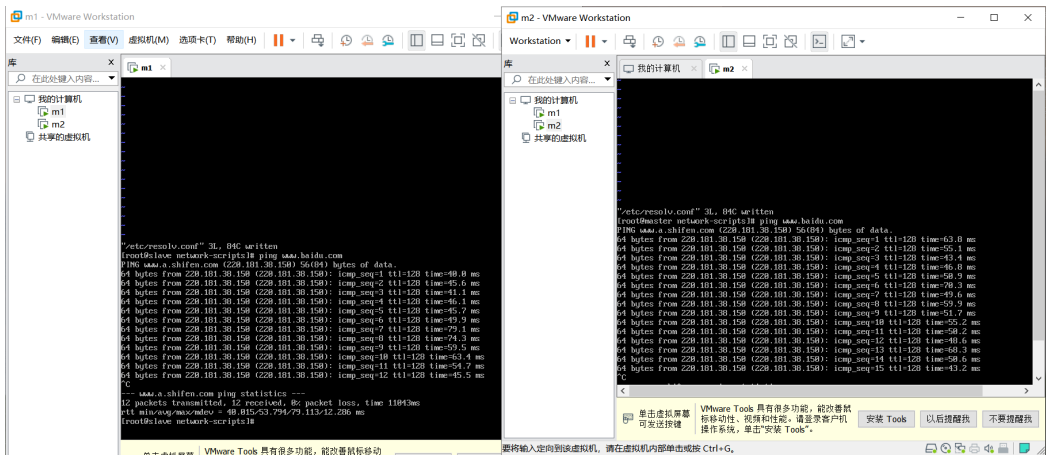 m1 - VMware Workstation
文件(F) 编辑(E) 查看(V) 虚拟机(M) 选项卡(T) 帮助(H)
库
在此处键入内容...
我的计算机
m1
m2
共享的虚拟机
m1
"/etc/resolv.conf" 3L, 84C written
[root@slave network-scripts]# ping www.baidu.com
PING www.a.shifen.com (220.181.38.150) 56(84) bytes of data.
64 bytes from 220.181.38.150 (220.181.38.150): icmp_seq=1 ttl=128 time=40.0 ms
64 bytes from 220.181.38.150 (220.181.38.150): icmp_seq=2 ttl=128 time=45.6 ms
64 bytes from 220.181.38.150 (220.181.38.150): icmp_seq=3 ttl=128 time=41.1 ms
64 bytes from 220.181.38.150 (220.181.38.150): icmp_seq=4 ttl=128 time=46.1 ms
64 bytes from 220.181.38.150 (220.181.38.150): icmp_seq=5 ttl=128 time=45.7 ms
64 bytes from 220.181.38.150 (220.181.38.150): icmp_seq=6 ttl=128 time=49.9 ms
64 bytes from 220.181.38.150 (220.181.38.150): icmp_seq=7 ttl=128 time=79.1 ms
64 bytes from 220.181.38.150 (220.181.38.150): icmp_seq=8 ttl=128 time=74.3 ms
64 bytes from 220.181.38.150 (220.181.38.150): icmp_seq=9 ttl=128 time=59.5 ms
64 bytes from 220.181.38.150 (220.181.38.150): icmp_seq=10 ttl=128 time=63.4 ms
64 bytes from 220.181.38.150 (220.181.38.150): icmp_seq=11 ttl=128 time=54.7 ms
64 bytes from 220.181.38.150 (220.181.38.150): icmp_seq=12 ttl=128 time=45.5 ms
^C
--- www.a.shifen.com ping statistics ---
12 packets transmitted, 12 received, 0% packet loss, time 11043ms
rtt min/avg/max/mdev = 40.015/53.794/79.113/12.286 ms
[root@slave network-scripts]#
VMware Tools 具有很多功能，能改善鼠标移动
m2 - VMware Workstation
Workstation
库
在此处键入内容...
我的计算机
m1
m2
共享的虚拟机
我的计算机
m2
"/etc/resolv.conf" 3L, 84C written
[root@master network-scripts]# ping www.baidu.com
PING www.a.shifen.com (220.181.38.150) 56(84) bytes of data.
64 bytes from 220.181.38.150 (220.181.38.150): icmp_seq=1 ttl=128 time=63.8 ms
64 bytes from 220.181.38.150 (220.181.38.150): icmp_seq=2 ttl=128 time=55.1 ms
64 bytes from 220.181.38.150 (220.181.38.150): icmp_seq=3 ttl=128 time=43.4 ms
64 bytes from 220.181.38.150 (220.181.38.150): icmp_seq=4 ttl=128 time=46.8 ms
64 bytes from 220.181.38.150 (220.181.38.150): icmp_seq=5 ttl=128 time=50.9 ms
64 bytes from 220.181.38.150 (220.181.38.150): icmp_seq=6 ttl=128 time=70.3 ms
64 bytes from 220.181.38.150 (220.181.38.150): icmp_seq=7 ttl=128 time=49.6 ms
64 bytes from 220.181.38.150 (220.181.38.150): icmp_seq=8 ttl=128 time=59.9 ms
64 bytes from 220.181.38.150 (220.181.38.150): icmp_seq=9 ttl=128 time=51.7 ms
64 bytes from 220.181.38.150 (220.181.38.150): icmp_seq=10 ttl=128 time=55.2 ms
64 bytes from 220.181.38.150 (220.181.38.150): icmp_seq=11 ttl=128 time=50.2 ms
64 bytes from 220.181.38.150 (220.181.38.150): icmp_seq=12 ttl=128 time=48.6 ms
64 bytes from 220.181.38.150 (220.181.38.150): icmp_seq=13 ttl=128 time=68.3 ms
64 bytes from 220.181.38.150 (220.181.38.150): icmp_seq=14 ttl=128 time=50.6 ms
64 bytes from 220.181.38.150 (220.181.38.150): icmp_seq=15 ttl=128 time=43.2 ms
^C
单击虚拟屏幕
可发送按键
VMware Tools 具有很多功能，能改善鼠
标移动性、视频和性能。请登录客户机
操作系统，单击"安装 Tools"。
安装 Tools
以后提醒我
不要提醒我
要将输入定向到该虚拟机，请在虚拟机内部单击或按 Ctrl+G。